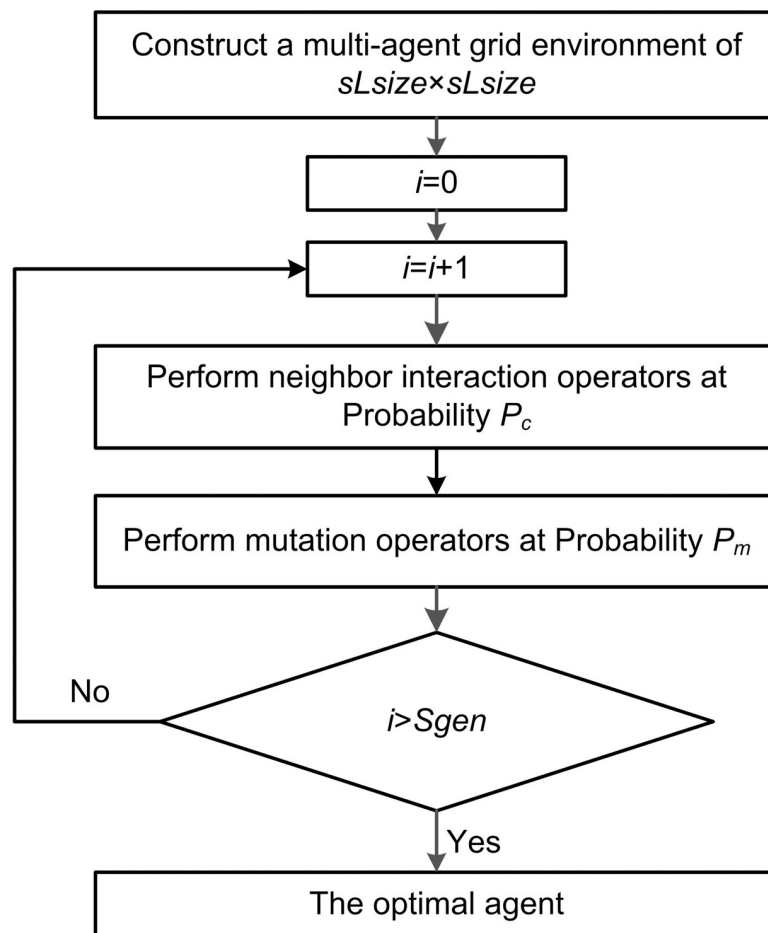 Construct a multi-agent grid environment of
sLsize×sLsize
i=0
i=i+1
Perform neighbor interaction operators at
Probability Pc
Perform mutation operators at Probability Pm
No
i>Sgen
Yes
The optimal agent